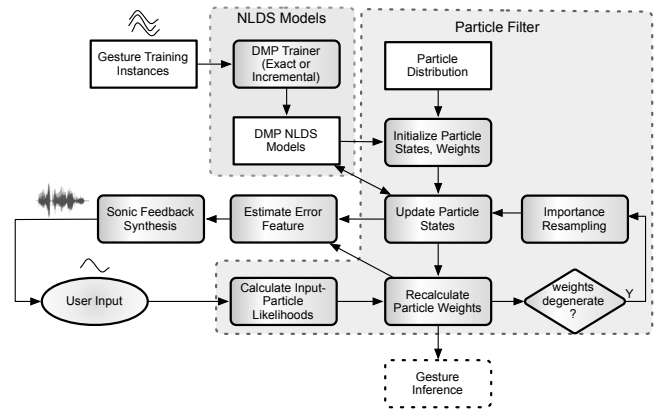 NLDS Models
Particle Filter
Gesture Training
Instances
DMP Trainer
(Exact or
Incremental)
Particle
Distribution
DMP NLDS
Models
Initialize Particle
States, Weights
Sonic Feedback
Synthesis
Estimate Error
Feature
Update Particle
States
Importance
Resampling
User Input
Calculate Input-
Particle
Likelihoods
Recalculate
Particle Weights
weights
degenerate
?
Y
Gesture
Inference